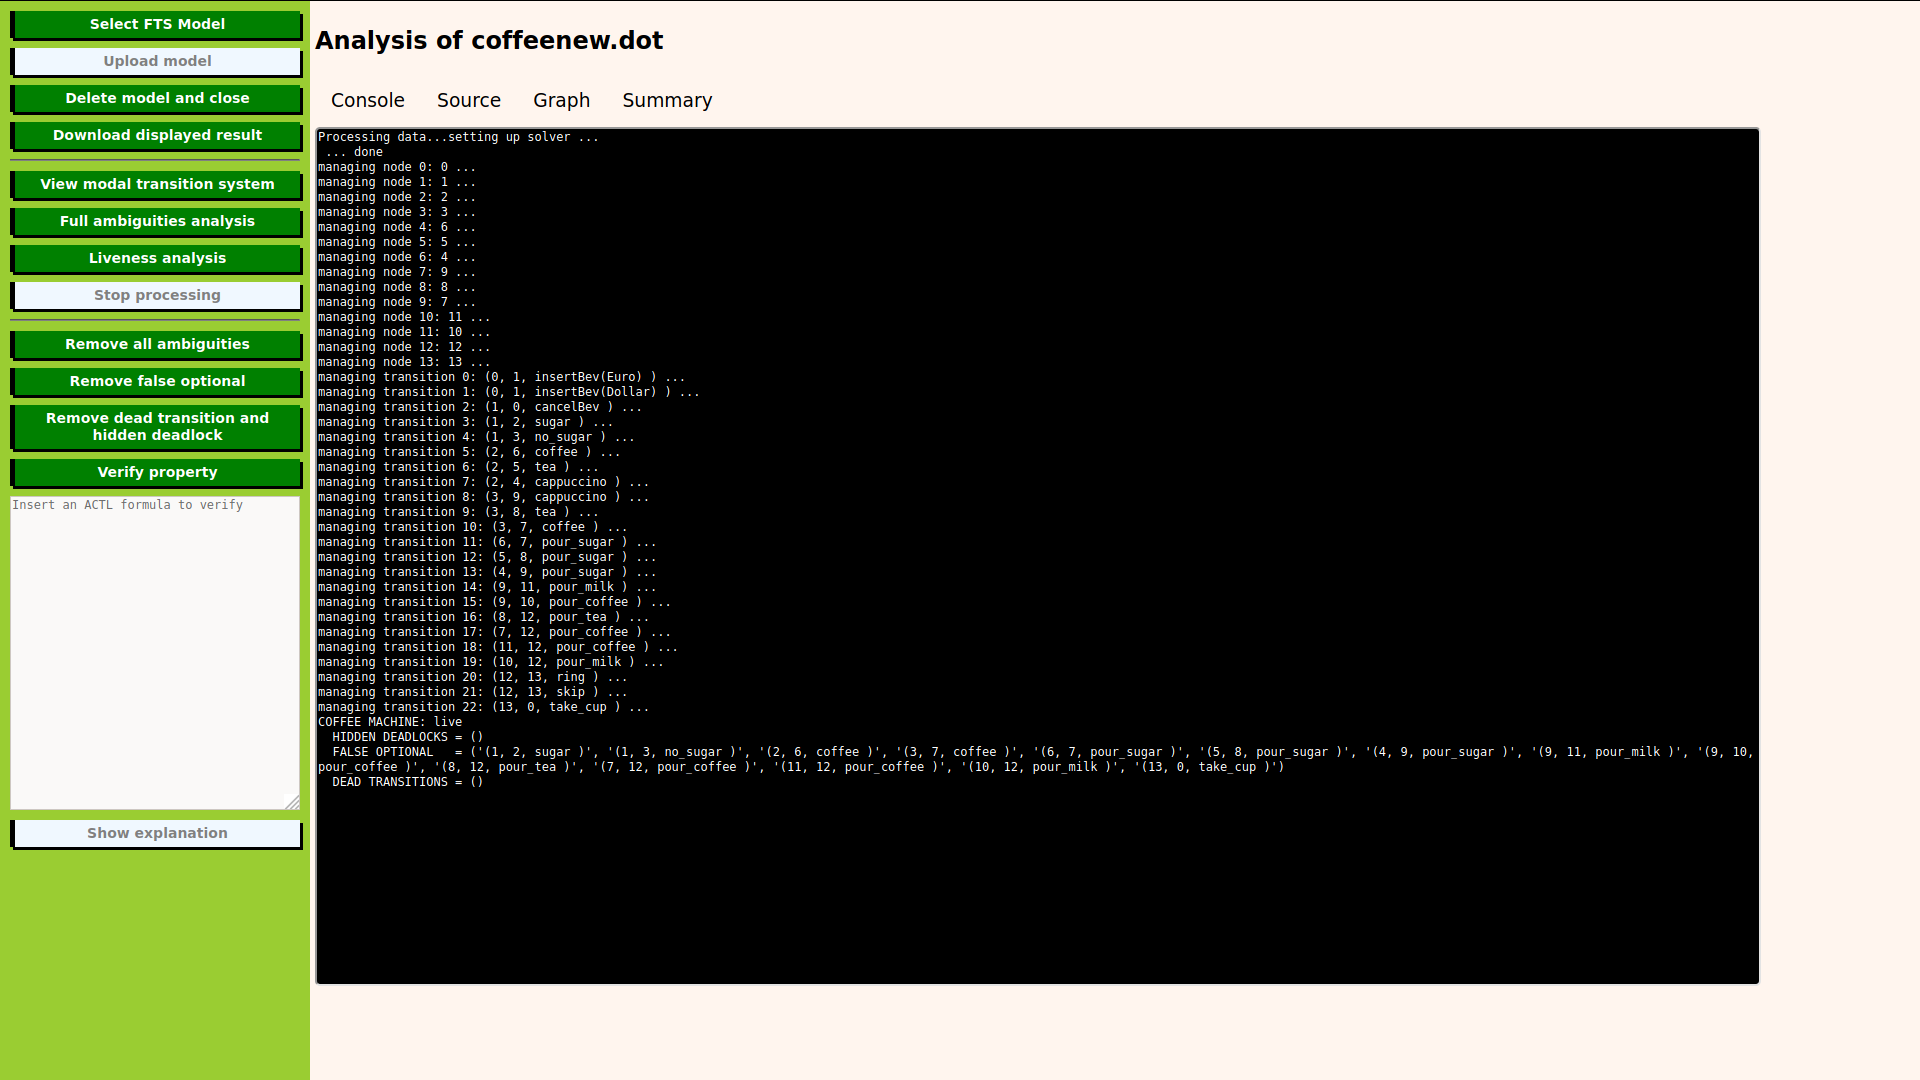 Select FTS Model
Upload model
Delete model and close
Download displayed result
View modal transition system
Full ambiguities analysis
Liveness analysis
Stop processing
Remove all ambiguities
Remove false optional
Remove dead transition and
hidden deadlock
Verify property
Insert an ACTL formula to verify
Show explanation
Analysis of coffeenew.dot
Console Source Graph Summary
Processing data...setting up solver ...
... done
managing node 0: 0 ...
managing node 1: 1 ...
managing node 2: 2 ...
managing node 3: 3 ...
managing node 4: 6 ...
managing node 5: 5 ...
managing node 6: 4 ...
managing node 7: 9 ...
managing node 8: 8 ...
managing node 9: 7 ...
managing node 10: 11 ...
managing node 11: 10 ...
managing node 12: 12 ...
managing node 13: 13 ...
managing transition 0: (0, 1, insertBev(Euro) ) ...
managing transition 1: (0, 1, insertBev(Dollar) ) ...
managing transition 2: (1, 0, cancelBev ) ...
managing transition 3: (1, 2, sugar ) ...
managing transition 4: (1, 3, no_sugar ) ...
managing transition 5: (2, 6, coffee ) ...
managing transition 6: (2, 5, tea ) ...
managing transition 7: (2, 4, cappuccino ) ...
managing transition 8: (3, 9, cappuccino ) ...
managing transition 9: (3, 8, tea ) ...
managing transition 10: (3, 7, coffee ) ...
managing transition 11: (6, 7, pour_sugar ) ...
managing transition 12: (5, 8, pour_sugar ) ...
managing transition 13: (4, 9, pour_sugar ) ...
managing transition 14: (9, 11, pour_milk ) ...
managing transition 15: (9, 10, pour_coffee ) ...
managing transition 16: (8, 12, pour_tea ) ...
managing transition 17: (7, 12, pour_coffee ) ...
managing transition 18: (11, 12, pour_coffee ) ...
managing transition 19: (10, 12, pour_milk ) ...
managing transition 20: (12, 13, ring ) ...
managing transition 21: (12, 13, skip ) ...
managing transition 22: (13, 0, take_cup ) ...
COFFEE MACHINE: live
HIDDEN DEADLOCKS = ()
FALSE OPTIONAL   = ('(1, 2, sugar )', '(1, 3, no_sugar )', '(2, 6, coffee )', '(3, 7, coffee )', '(6, 7, pour_sugar )', '(5, 8, pour_sugar )', '(4, 9, pour_sugar )', '(9, 11, pour_milk )', '(9, 10,
pour_coffee )', '(8, 12, pour_tea )', '(7, 12, pour_coffee )', '(11, 12, pour_coffee )', '(10, 12, pour_milk )', '(13, 0, take_cup )')
DEAD TRANSITIONS = ()